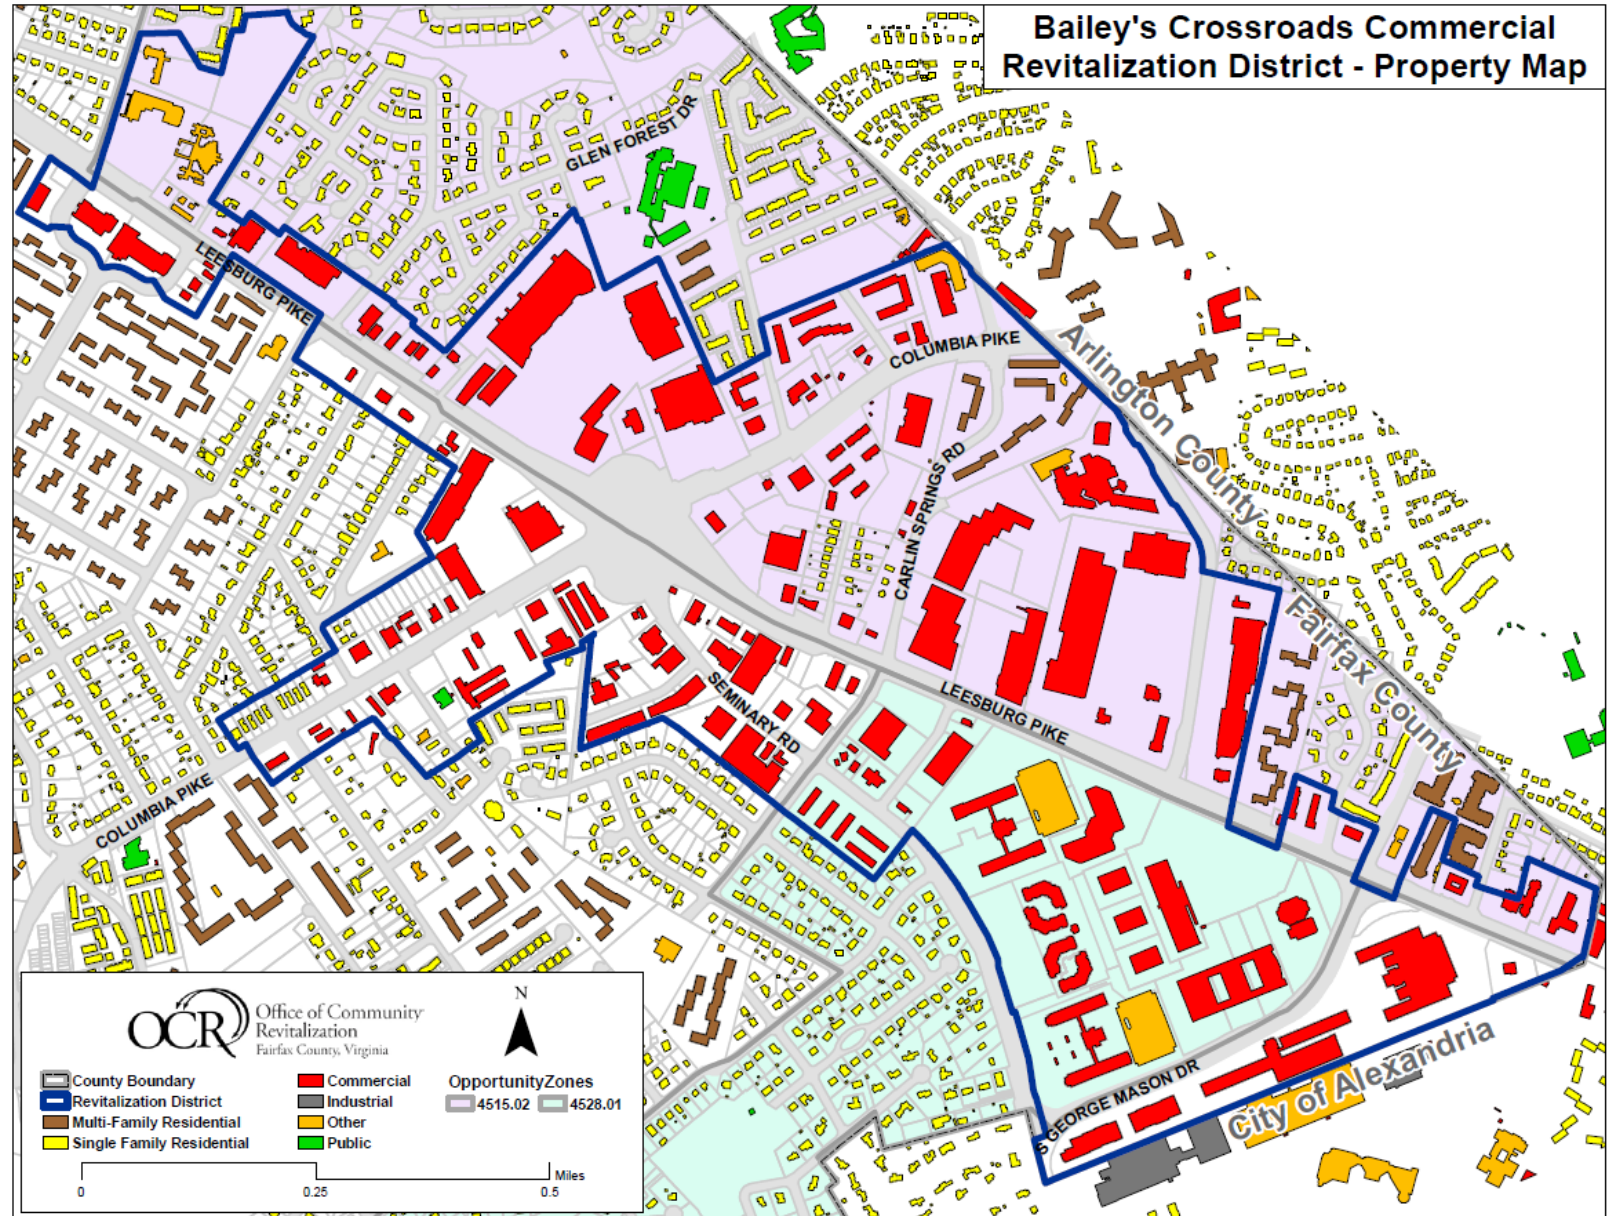 Bailey's Crossroads Commercial
Revitalization District - Property Map
GLEN FOREST DR
LEESBURG PIKE
COLUMBIA PIKE
Arlington County
CARLIN SPRINGS RD
Fairfax County
SEMINARY RD
LEESBURG PIKE
COLUMBIA PIKE
S GEORGE MASON DR
City of Alexandria
OCR
Office of Community
Revitalization
Fairfax County, Virginia
N
County Boundary
Revitalization District
Multi-Family Residential
Single Family Residential
Commercial
Industrial
Other
Public
OpportunityZones
4515.02 4528.01
Miles
0 0.25 0.5